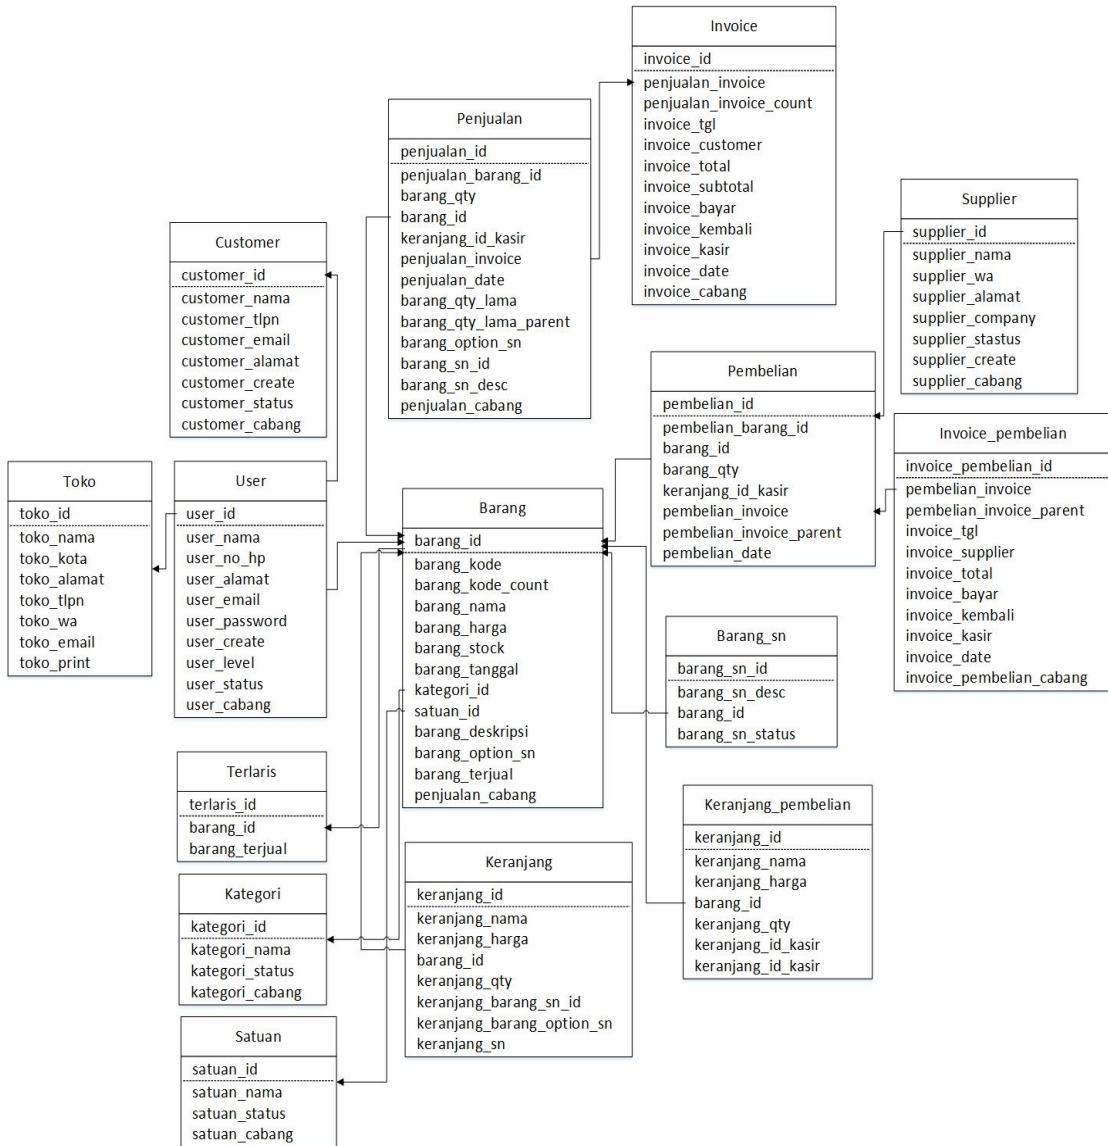 Invoice
invoice_id
penjualan_invoice
penjualan_invoice_count
invoice_tgl
invoice_customer
invoice_total
invoice_subtotal
invoice_bayar
invoice_kembali
invoice_kasir
invoice_date
invoice_cabang
Penjualan
penjualan_id
penjualan_barang_id
barang_qty
barang_id
keranjang_id_kasir
penjualan_invoice
penjualan_date
barang_qty_lama
barang_qty_lama_parent
barang_option_sn
barang_sn_id
barang_sn_desc
penjualan_cabang
Supplier
supplier_id
supplier_nama
supplier_wa
supplier_alamat
supplier_company
supplier_stastus
supplier_create
supplier_cabang
Customer
customer_id
customer_nama
customer_tlpn
customer_email
customer_alamat
customer_create
customer_status
customer_cabang
Pembelian
pembelian_id
pembelian_barang_id
barang_id
barang_qty
keranjang_id_kasir
pembelian_invoice
pembelian_invoice_parent
pembelian_date
Invoice_pembelian
invoice_pembelian_id
pembelian_invoice
pembelian_invoice_parent
invoice_tgl
invoice_supplier
invoice_total
invoice_bayar
invoice_kembali
invoice_kasir
invoice_date
invoice_pembelian_cabang
Toko
toko_id
toko_nama
toko_kota
toko_alamat
toko_tlpn
toko_wa
toko_email
toko_print
User
user_id
user_nama
user_no_hp
user_alamat
user_email
user_password
user_create
user_level
user_status
user_cabang
Barang
barang_id
barang_kode
barang_kode_count
barang_nama
barang_harga
barang_stock
barang_tanggal
kategori_id
satuan_id
barang_deskripsi
barang_option_sn
barang_terjual
penjualan_cabang
Barang_sn
barang_sn_id
barang_sn_desc
barang_id
barang_sn_status
Terlaris
terlaris_id
barang_id
barang_terjual
Keranjang_pembelian
keranjang_id
keranjang_nama
keranjang_harga
barang_id
keranjang_qty
keranjang_id_kasir
keranjang_id_kasir
Keranjang
keranjang_id
keranjang_nama
keranjang_harga
barang_id
keranjang_qty
keranjang_barang_sn_id
keranjang_barang_option_sn
keranjang_sn
Kategori
kategori_id
kategori_nama
kategori_status
kategori_cabang
Satuan
satuan_id
satuan_nama
satuan_status
satuan_cabang